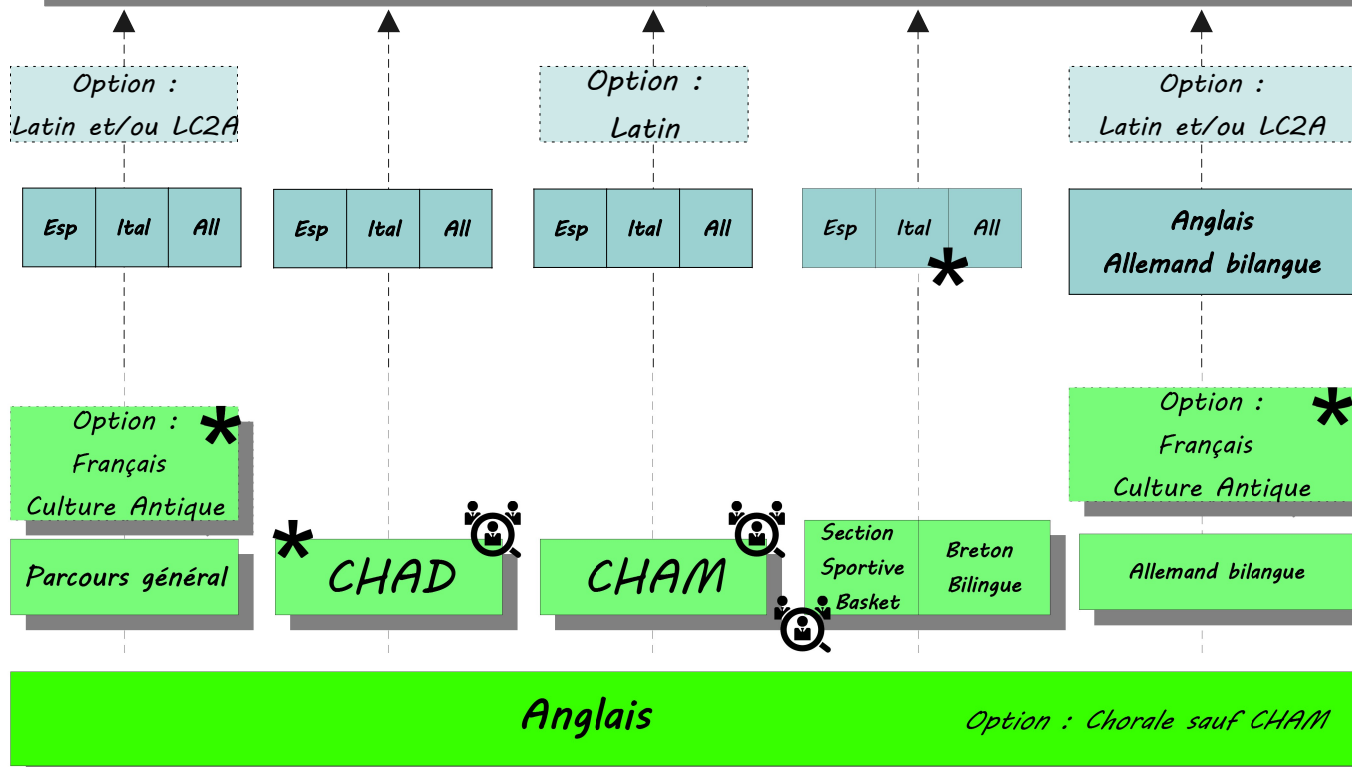 Option :
Latin et/ou LC2A
Option :
Latin
Option :
Latin et/ou LC2A
Esp Ital All
Esp Ital All
Esp Ital All
Esp Ital All
*
Anglais
Allemand bilangue
Option :
*
Français
Culture Antique
Option :
*
Français
Culture Antique
Parcours général
*
CHAD
CHAM
Section
Sportive
Basket
Breton
Bilingue
Allemand bilangue
Anglais
Option : Chorale sauf CHAM